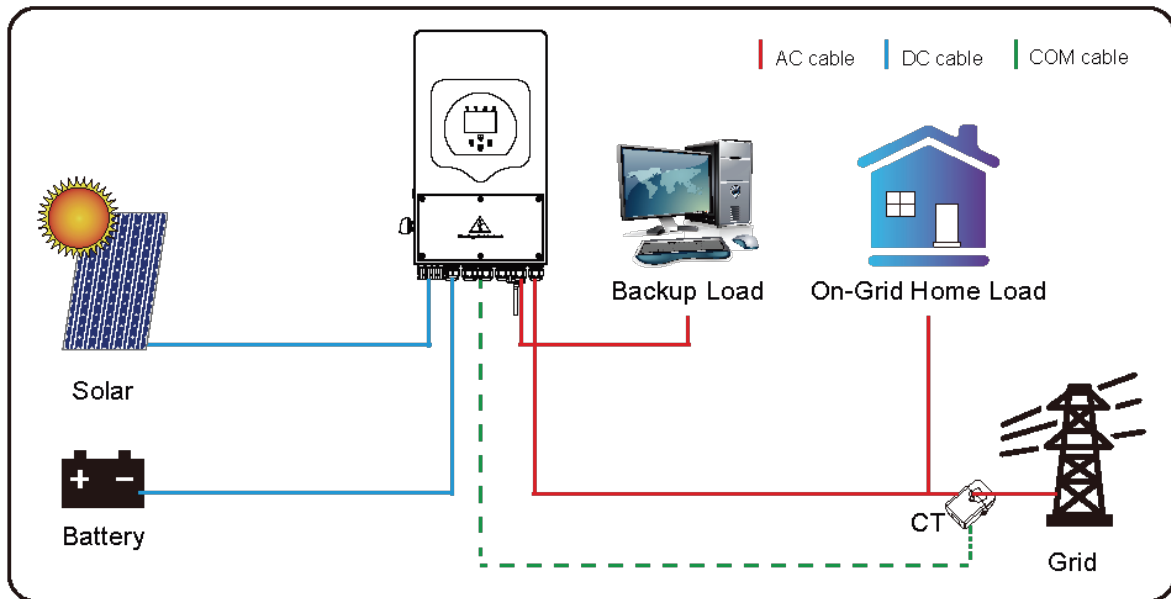 AC cable
DC cable
COM cable
Backup Load
On-Grid Home Load
Solar
+ −
Battery
CT
Grid